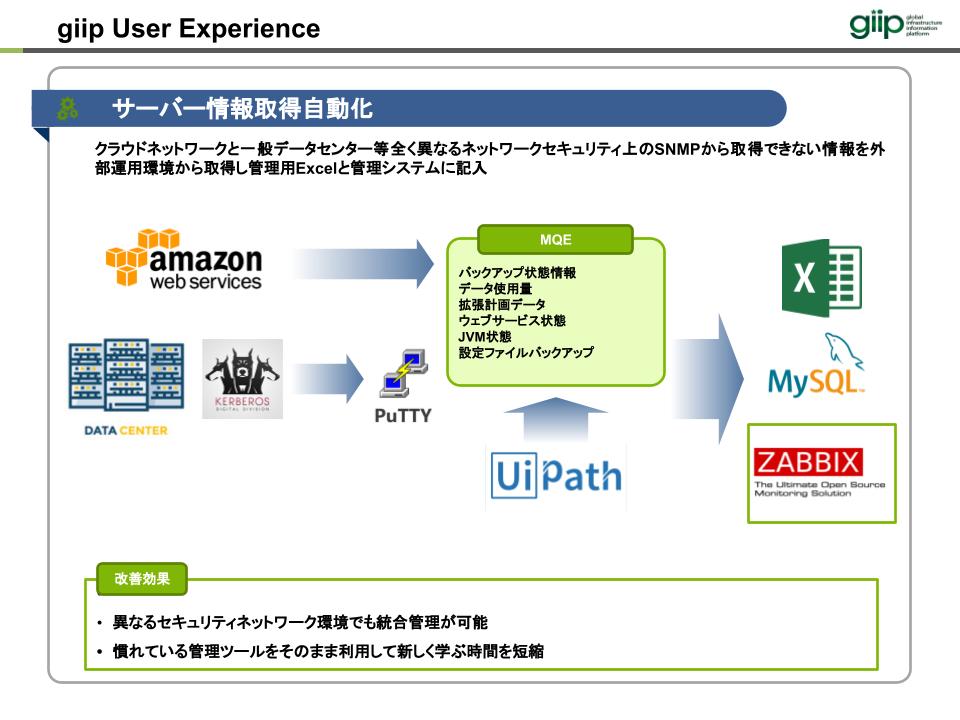 giip User Experience
giip global infrastructure information platform
サーバー情報取得自動化
クラウドネットワークと一般データセンター等全く異なるネットワークセキュリティ上のSNMPから取得できない情報を外
部運用環境から取得し管理用Excelと管理システムに記入
amazon
web services
MQE
バックアップ状態情報
データ使用量
拡張計画データ
ウェブサービス状態
JVM状態
設定ファイルバックアップ
X
DATA CENTER
KERBEROS
DIGITAL DIVISION
PuTTY
MySQL
UiPath
ZABBIX
The Ultimate Open Source
Monitoring Solution
改善効果
• 異なるセキュリティネットワーク環境でも統合管理が可能
• 慣れている管理ツールをそのまま利用して新しく学ぶ時間を短縮